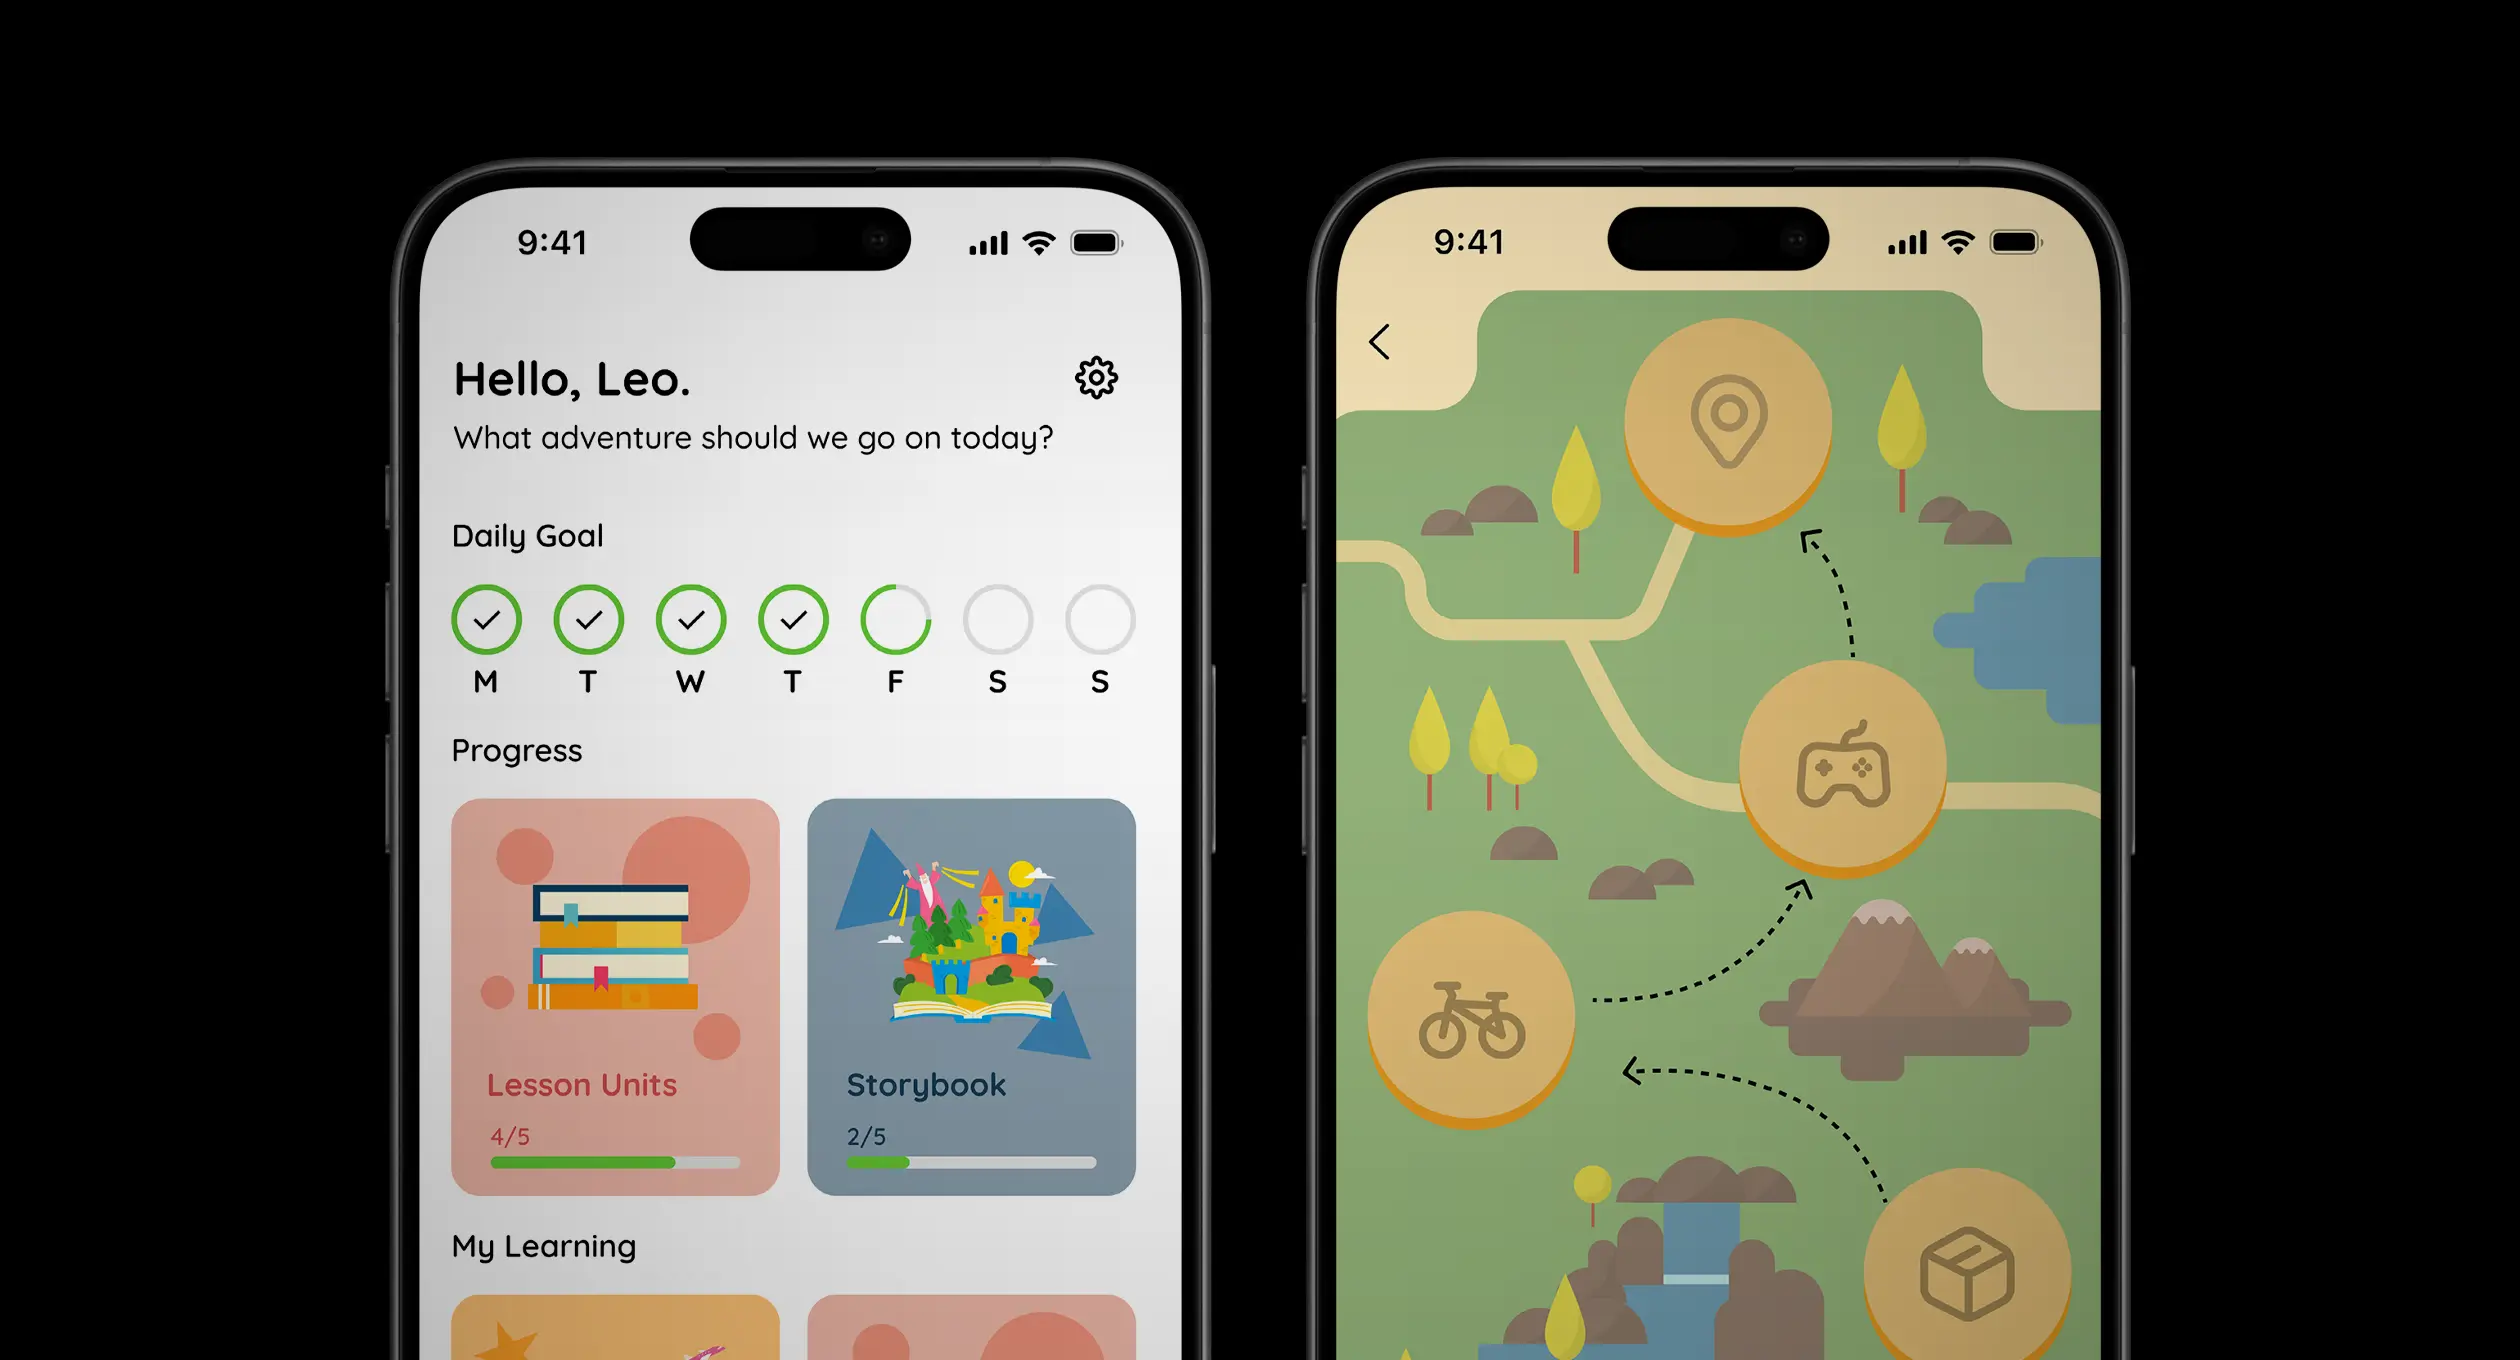 9:41
Hello, Leo.
What adventure should we go on today?
Daily Goal
M T W T F S S
Progress
Lesson Units
4/5
Storybook
2/5
My Learning
9:41